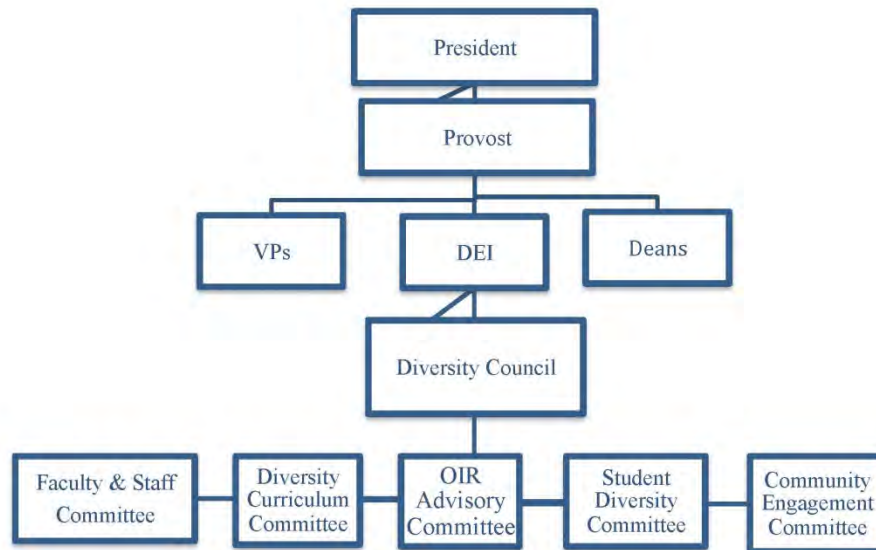 President
Provost
VPs
DEI
Deans
Diversity Council
Faculty & Staff
Committee
Diversity
Curriculum
Committee
OIR
Advisory
Committee
Student
Diversity
Committee
Community
Engagement
Committee